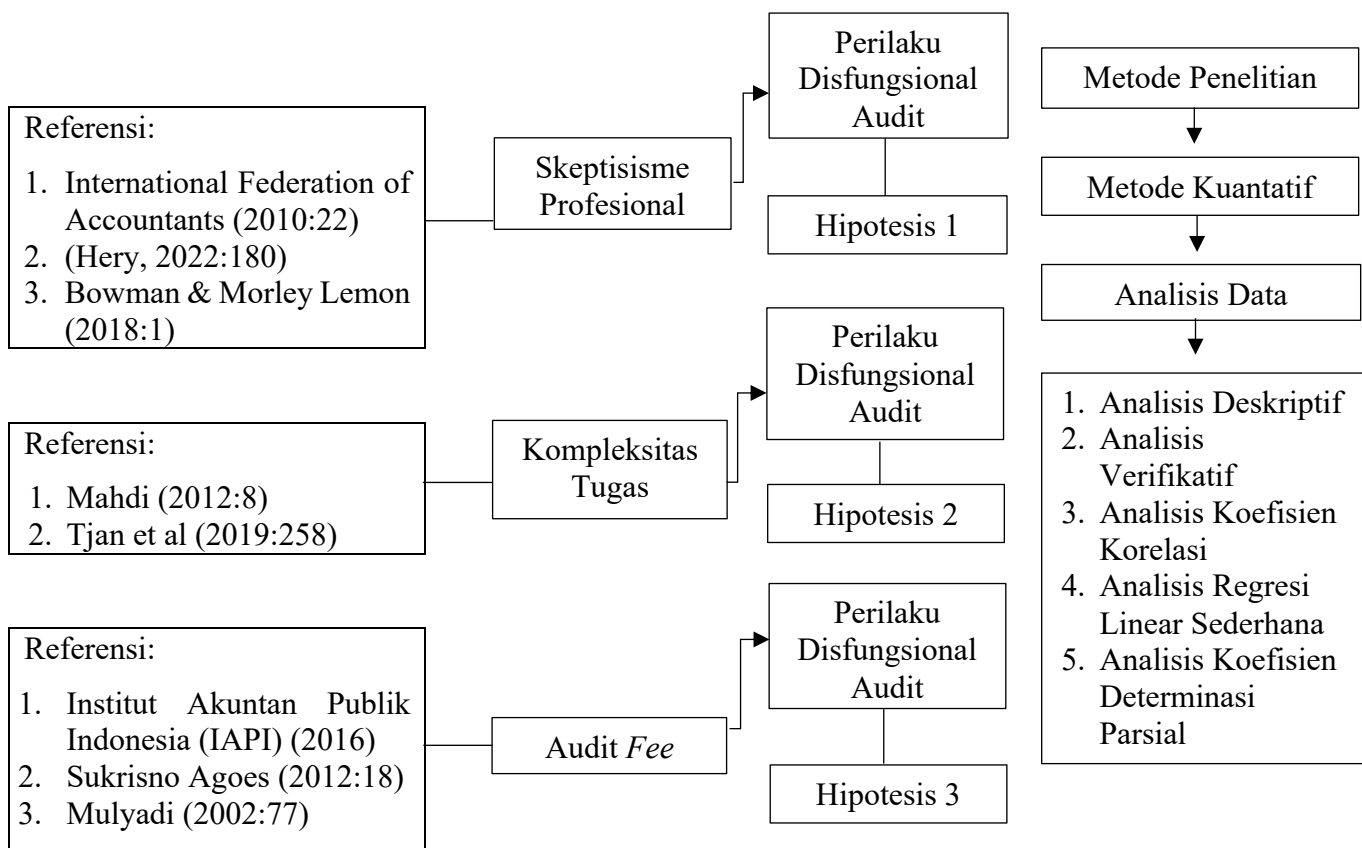 Referensi:
1. International Federation of
Accountants (2010:22)
2. (Hery, 2022:180)
3. Bowman & Morley Lemon
(2018:1)
Skeptisisme
Profesional
Perilaku
Disfungsional
Audit
Hipotesis 1
Referensi:
1. Mahdi (2012:8)
2. Tjan et al (2019:258)
Kompleksitas
Tugas
Perilaku
Disfungsional
Audit
Hipotesis 2
Referensi:
1. Institut Akuntan Publik
Indonesia (IAPI) (2016)
2. Sukrisno Agoes (2012:18)
3. Mulyadi (2002:77)
Audit Fee
Perilaku
Disfungsional
Audit
Hipotesis 3
Metode Penelitian
Metode Kuantatif
Analisis Data
1. Analisis Deskriptif
2. Analisis
Verifikatif
3. Analisis Koefisien
Korelasi
4. Analisis Regresi
Linear Sederhana
5. Analisis Koefisien
Determinasi
Parsial